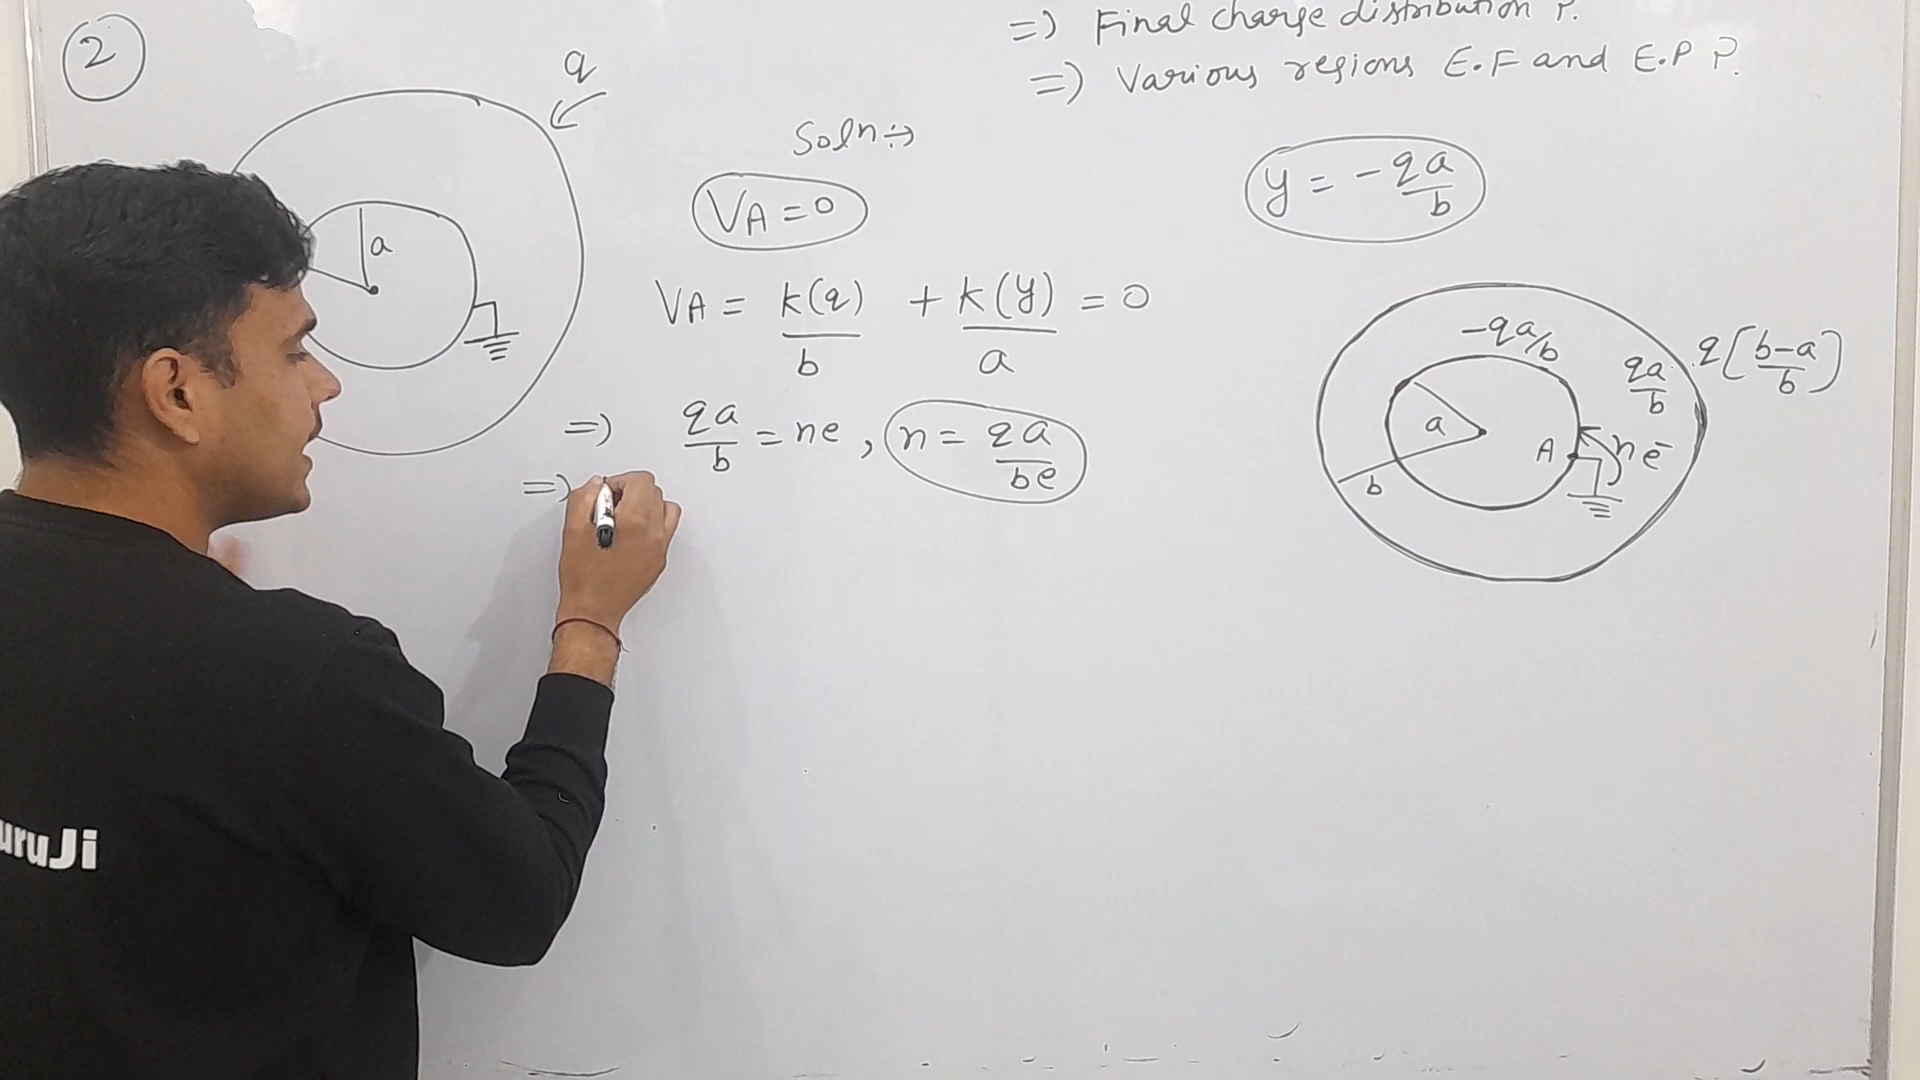 =) Final charge distribution ?.
=) Various regions E.F and E.P ?.
2
q
a
Soln÷)
VA=0
y = -qa/b
VA = k(q)/b + k(y)/a = 0
=) qa/b = ne , n = qa/be
=)
-qa/b
qa/b
q[b-a/b]
a
A
ne-
b
uruJi